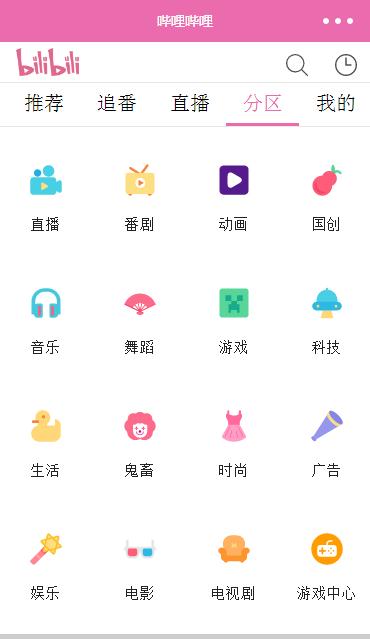 哔哩哔哩
bilibili
推荐 追番 直播 分区 我的
直播 番剧 动画 国创
音乐 舞蹈 游戏 科技
生活 鬼畜 时尚 广告
娱乐 电影 电视剧 游戏中心